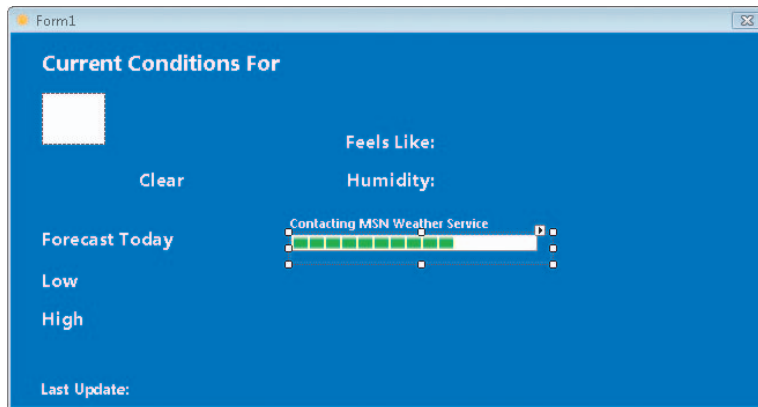 Form1
Current Conditions For
Feels Like:
Clear
Humidity:
Contacting MSN Weather Service
Forecast Today
Low
High
Last Update: